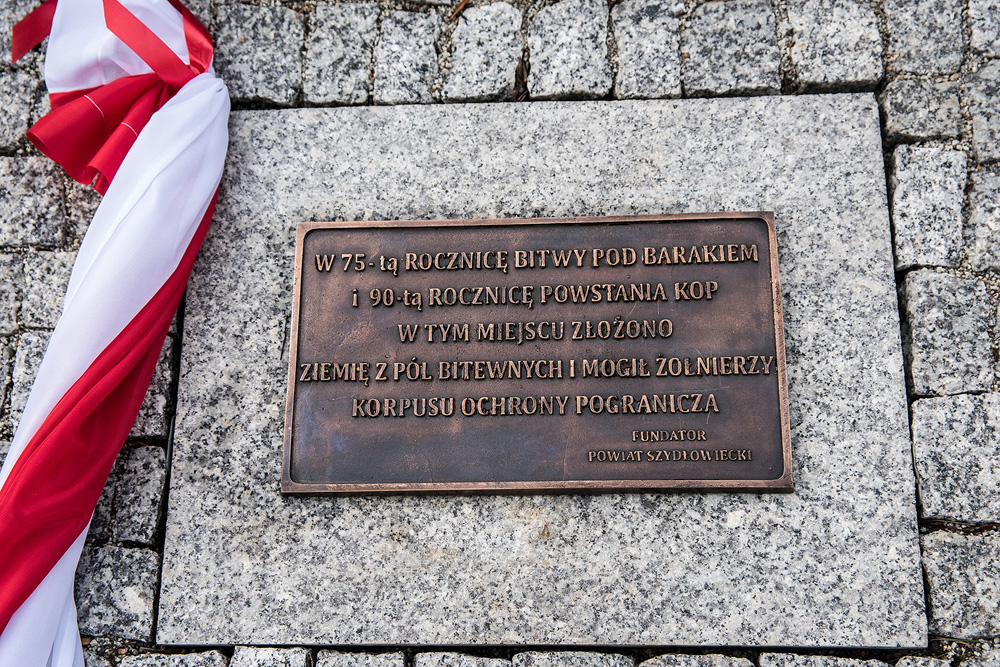 W 75-tą ROCZNICĘ BITWY POD BARAKIEM
i 90-tą ROCZNICĘ POWSTANIA KOP
W TYM MIEJSCU ZŁOŻONO
ZIEMIĘ Z PÓL BITEWNYCH I MOGIŁ ŻOŁNIERZY
KORPUSU OCHRONY POGRANICZA
FUNDATOR
POWIAT SZYDŁOWIECKI